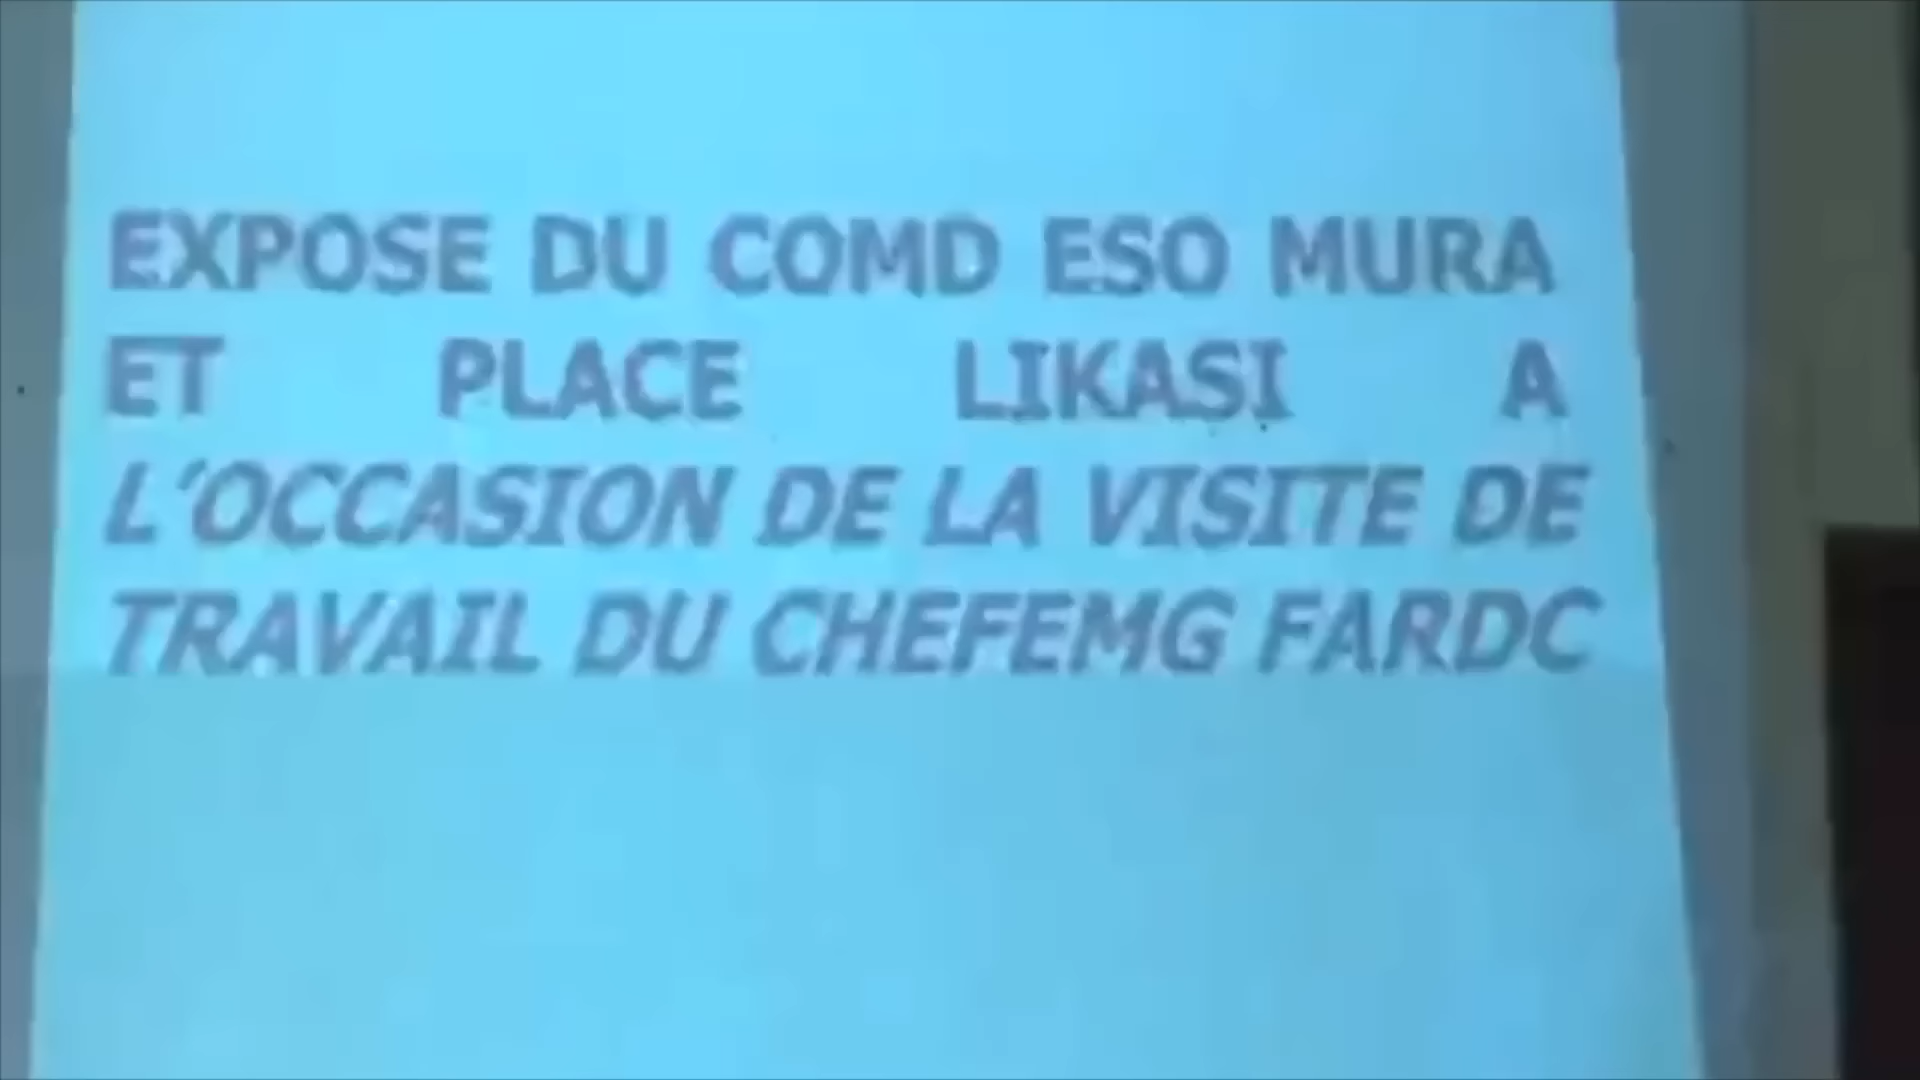 EXPOSE DU COMD ESO MURA
ET PLACE LIKASI A
L'OCCASION DE LA VISITE DE
TRAVAIL DU CHEFEMG FARDC